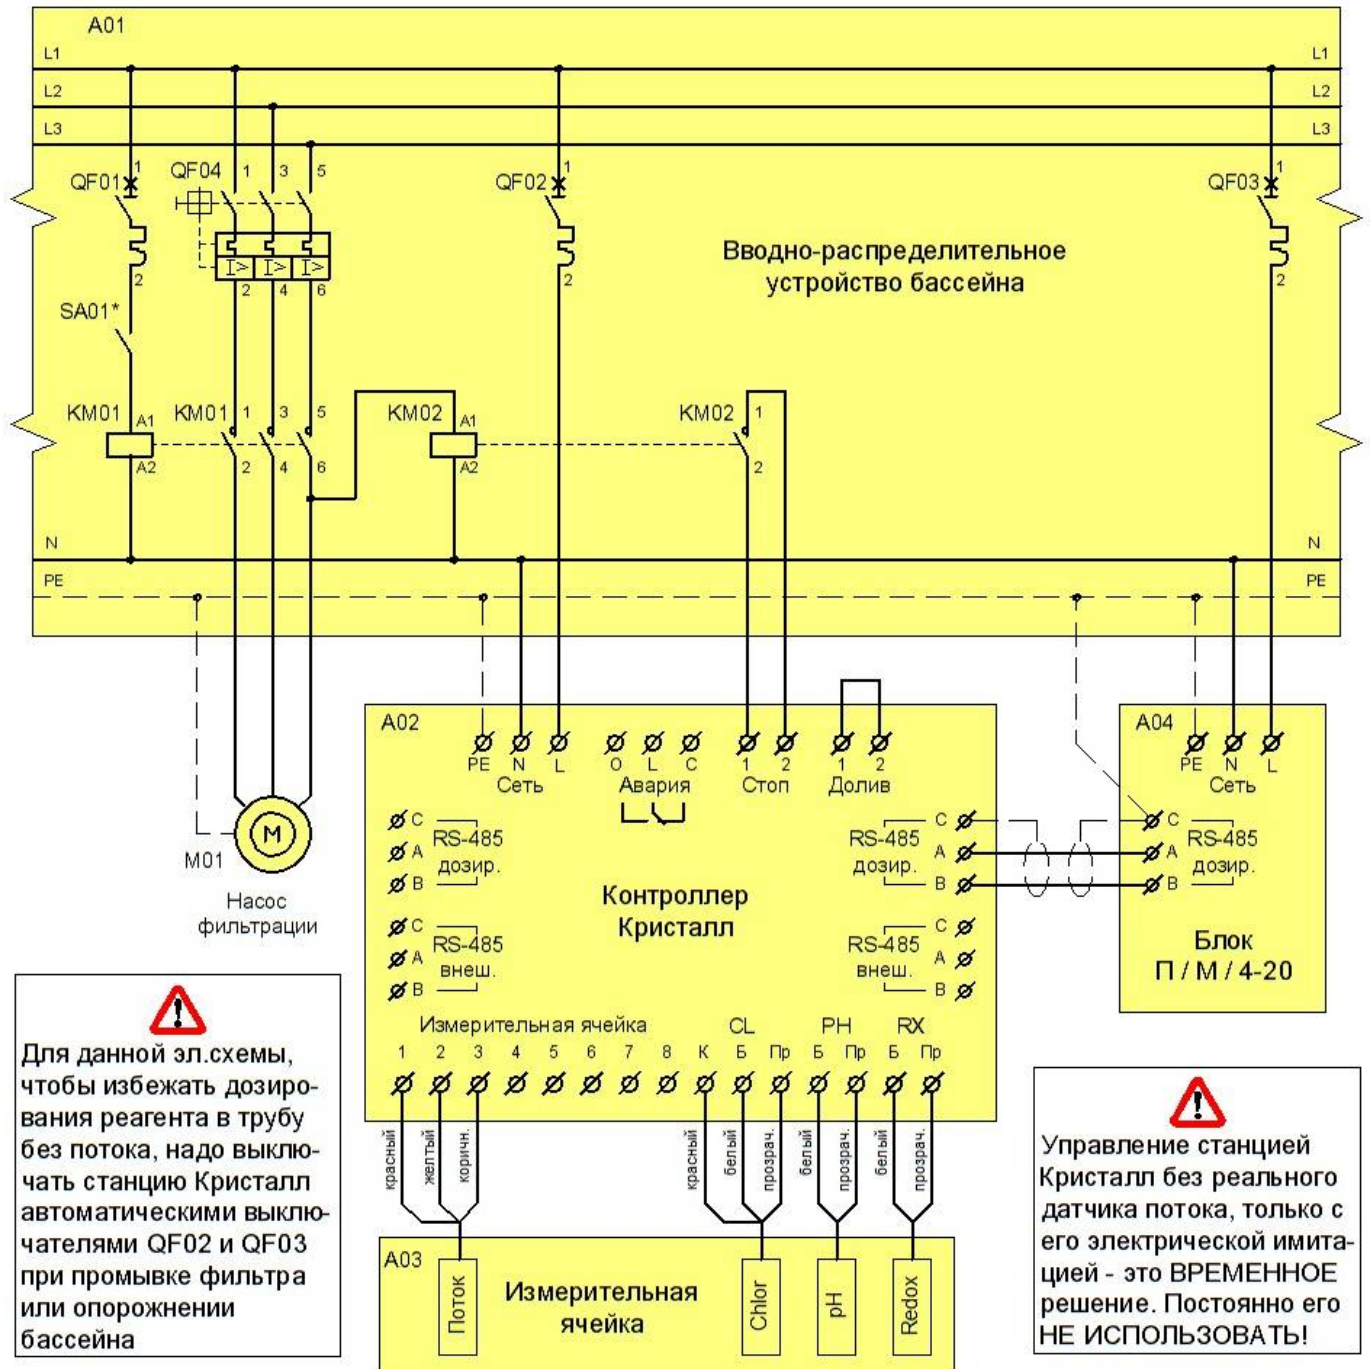 A01
L1 L1
L2 L2
L3 L3
QF01 1 QF04 1 3 5 QF02 1 QF03 1
Вводно-распределительное
устройство бассейна
I> I> I>
2 2 4 6 2 2
SA01*
KM01 A1 KM01 1 3 5 KM02 A1 KM02 1
A2 2 4 6 A2 2
N N
PE PE
A02
PE N L O L C 1 2 1 2
Сеть Авария Стоп Долив
A04
PE N L
Сеть
M
M01
Насос
фильтрации
C RS-485 RS-485 C C RS-485
A дозир. дозир. A A дозир.
B B B
Контроллер
Кристалл
C RS-485 RS-485 C
A внеш. внеш. A
B B
Блок
П / М / 4-20
Измерительная ячейка CL PH RX
1 2 3 4 5 6 7 8 К Б Пр Б Пр Б Пр
красный желтый коричн. красный белый прозрач. белый прозрач. белый прозрач.
A03
Поток
Измерительная
ячейка
Chlor
pH
Redox
Для данной эл.схемы,
чтобы избежать дозиро-
вания реагента в трубу
без потока, надо выклю-
чать станцию Кристалл
автоматическими выклю-
чателями QF02 и QF03
при промывке фильтра
или опорожнении
бассейна
Управление станцией
Кристалл без реального
датчика потока, только с
его электрической имита-
цией - это ВРЕМЕННОЕ
решение. Постоянно его
НЕ ИСПОЛЬЗОВАТЬ!